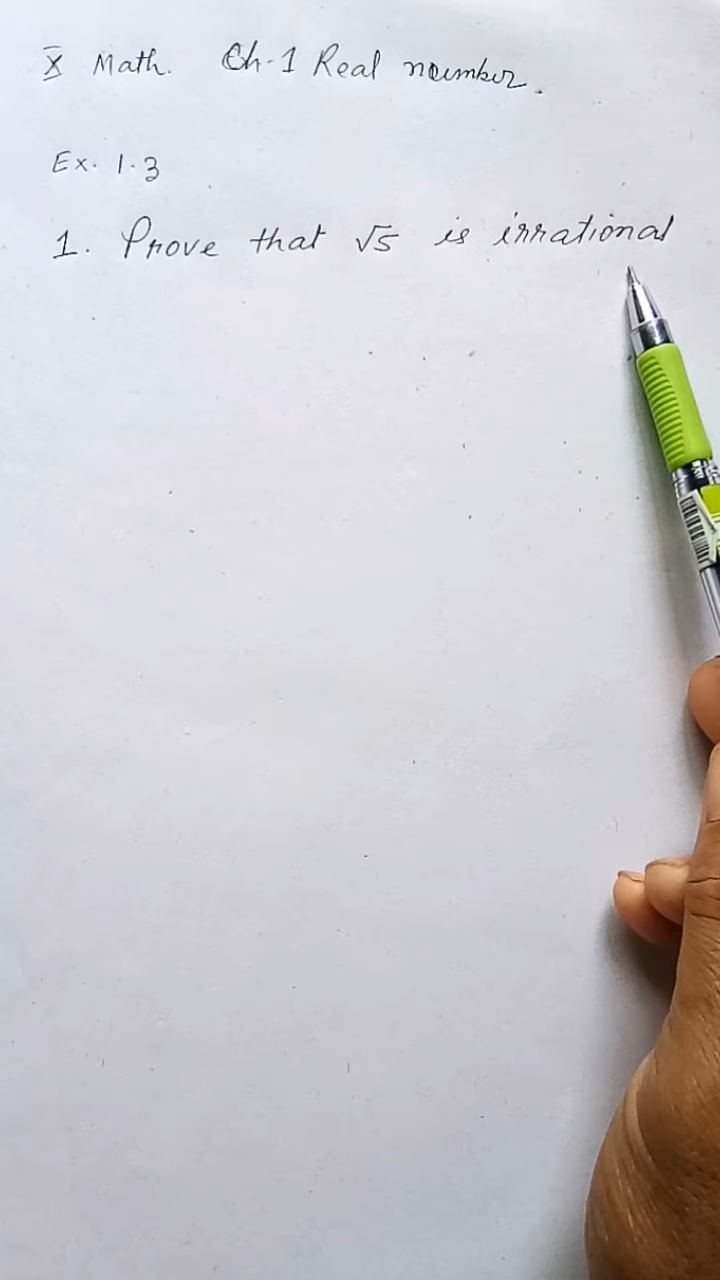 X Math. Ch-1 Real number.
Ex. 1.3
1. Prove that √5 is irrational